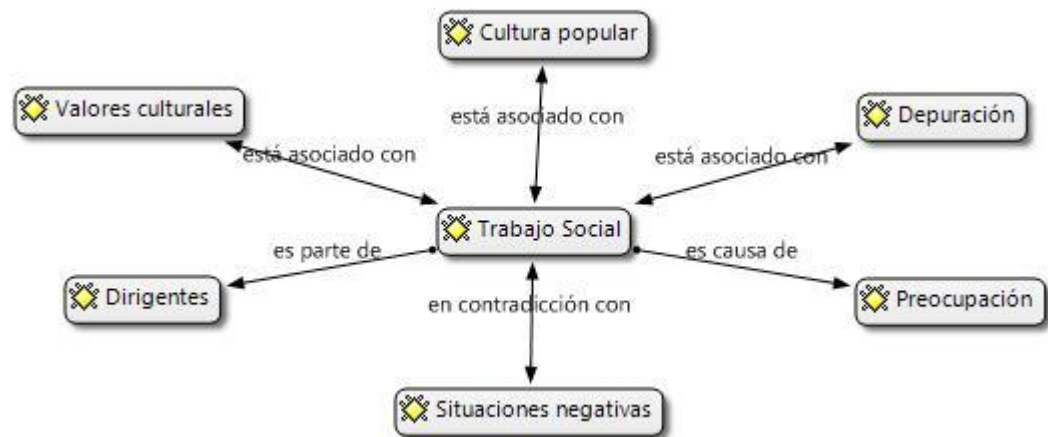 Cultura popular
Valores culturales
está asociado con
Depuración
está asociado con
está asociado con
Trabajo Social
es parte de
es causa de
Dirigentes
en contradicción con
Preocupación
Situaciones negativas